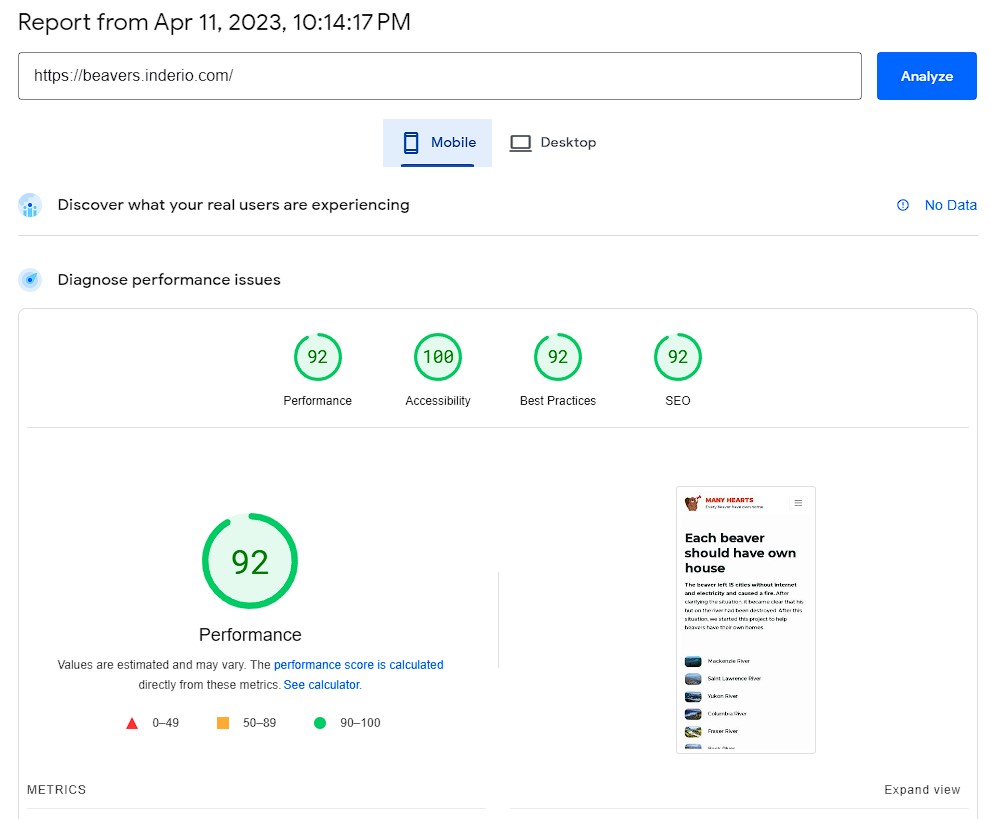 Report from Apr 11, 2023, 10:14:17 PM
https://beavers.inderio.com/
Analyze
Mobile
Desktop
Discover what your real users are experiencing
No Data
Diagnose performance issues
92
100
92
92
Performance
Accessibility
Best Practices
SEO
MANY HEARTS
Every beaver have own home
Each beaver
should have own
house
The beaver left 15 cities without internet
and electricity and caused a fire. After
clarifying the situation, it became clear that his
hut on the river had been destroyed. After this
situation, we started this project to help
beavers have their own homes.
Mackenzie River
Saint Lawrence River
Yukon River
Columbia River
Fraser River
92
Performance
Values are estimated and may vary. The performance score is calculated
directly from these metrics. See calculator.
0–49
50–89
90–100
METRICS
Expand view